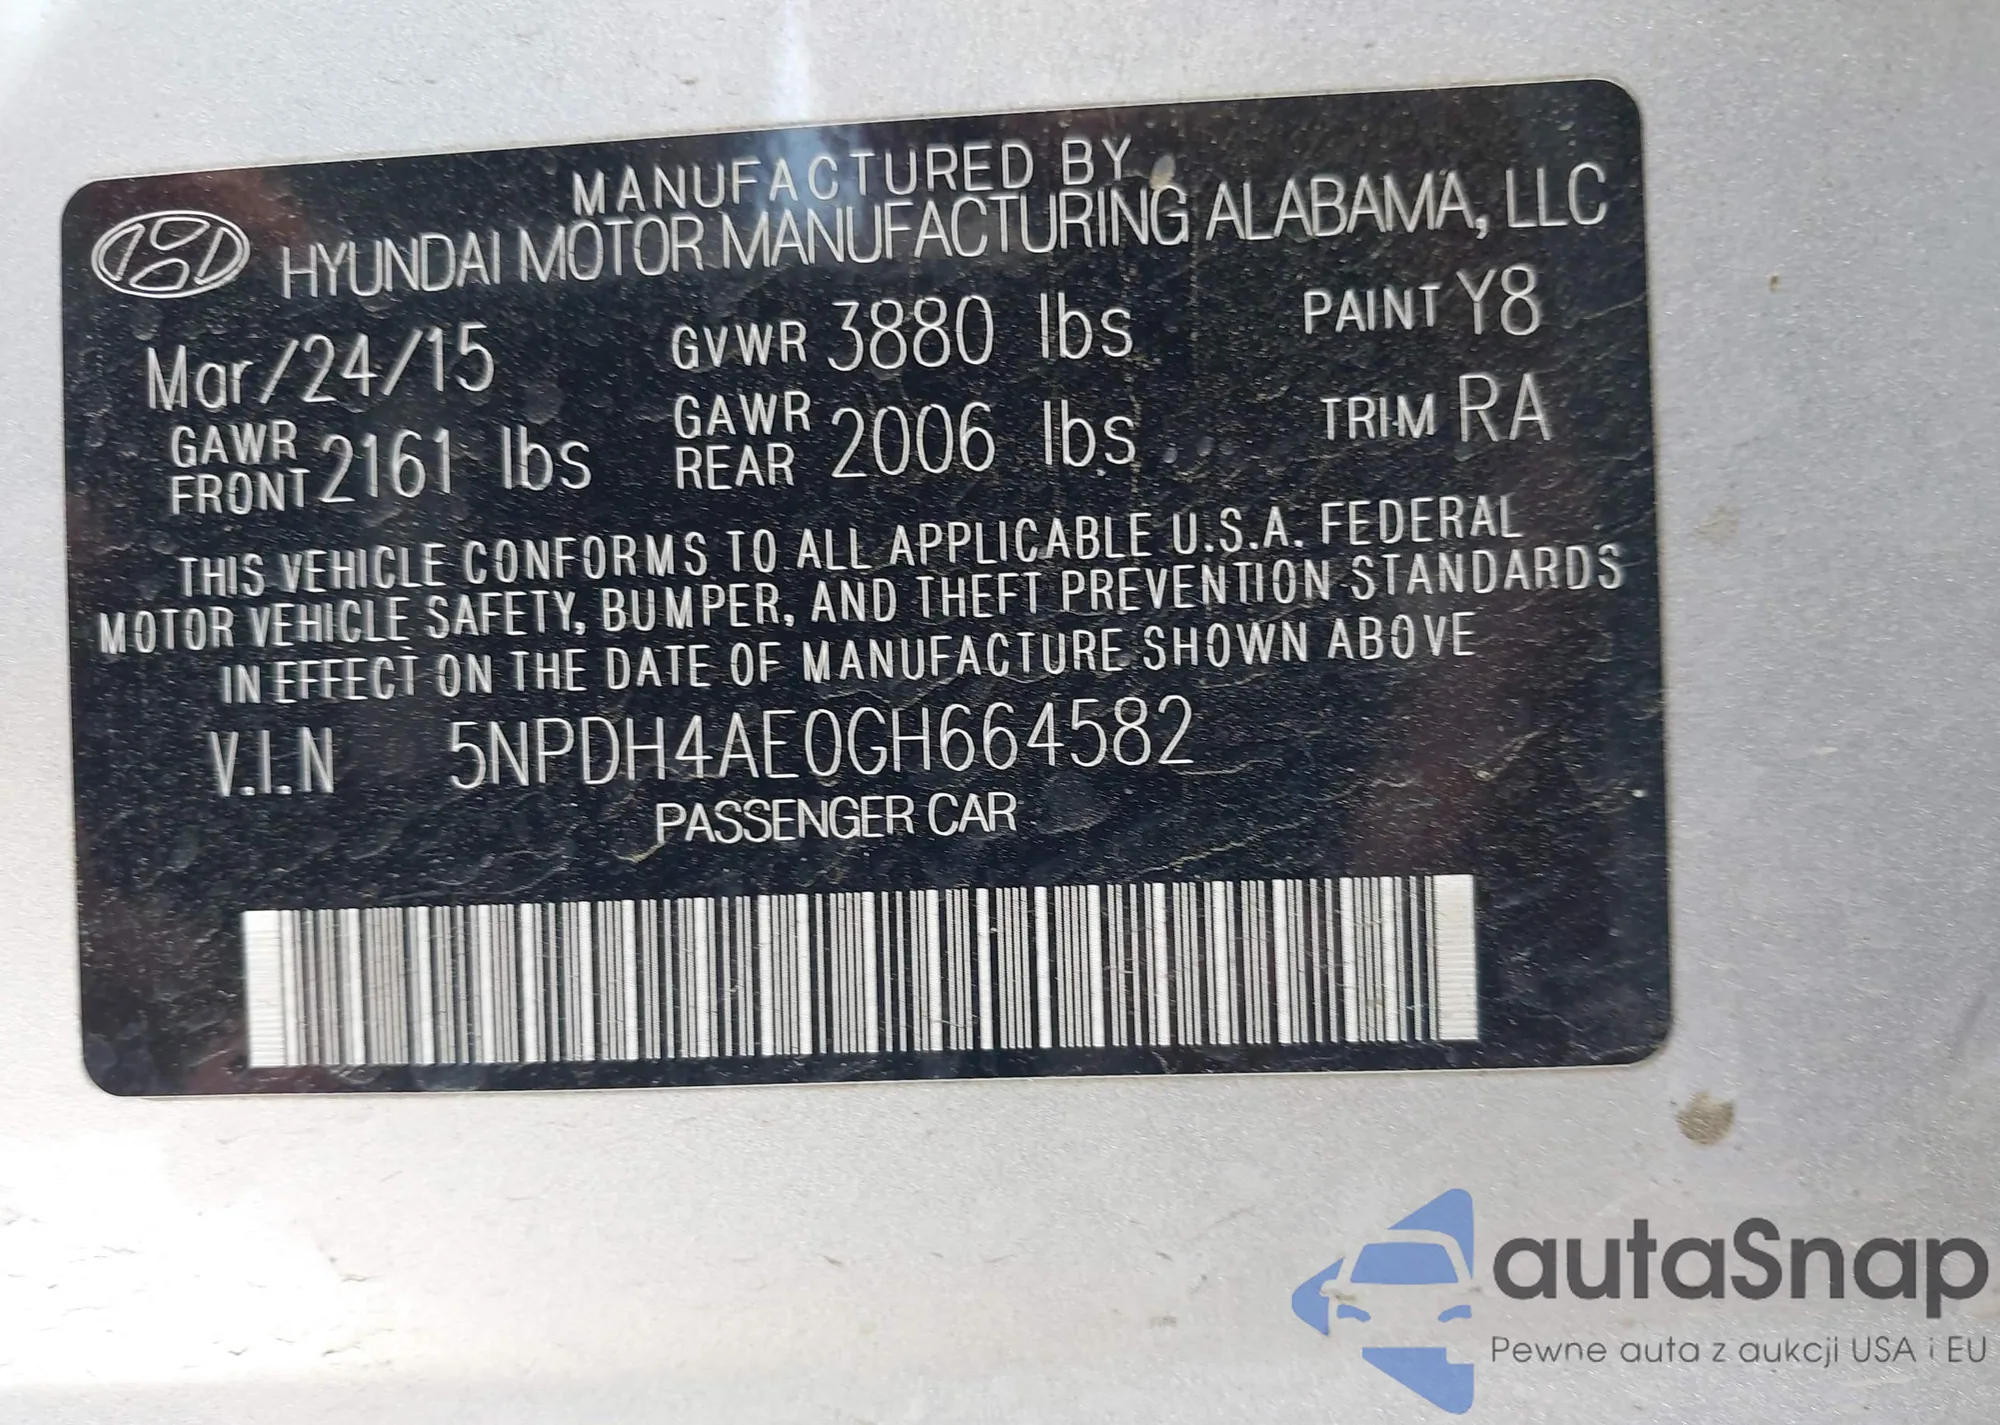 MANUFACTURED BY
HYUNDAI MOTOR MANUFACTURING ALABAMA, LLC
Mar/24/15 GVWR 3880 lbs PAINT Y8
GAWR FRONT 2161 lbs GAWR REAR 2006 lbs TRIM RA
THIS VEHICLE CONFORMS TO ALL APPLICABLE U.S.A. FEDERAL
MOTOR VEHICLE SAFETY, BUMPER, AND THEFT PREVENTION STANDARDS
IN EFFECT ON THE DATE OF MANUFACTURE SHOWN ABOVE
V.I.N 5NPDH4AE0GH664582
PASSENGER CAR
autaSnap
Pewne auta z aukcji USA i EU